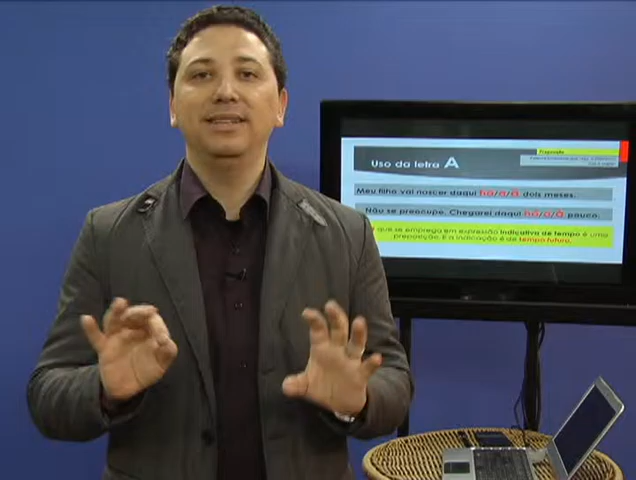 Preposição
Uso da letra A
Meu filho vai nascer daqui há/a/à dois meses.
Não se preocupe. Chegarei daqui há/a/à pouco.
que se emprega em expressão indicativa de tempo é uma
preposição. E a indicação é de tempo futuro.